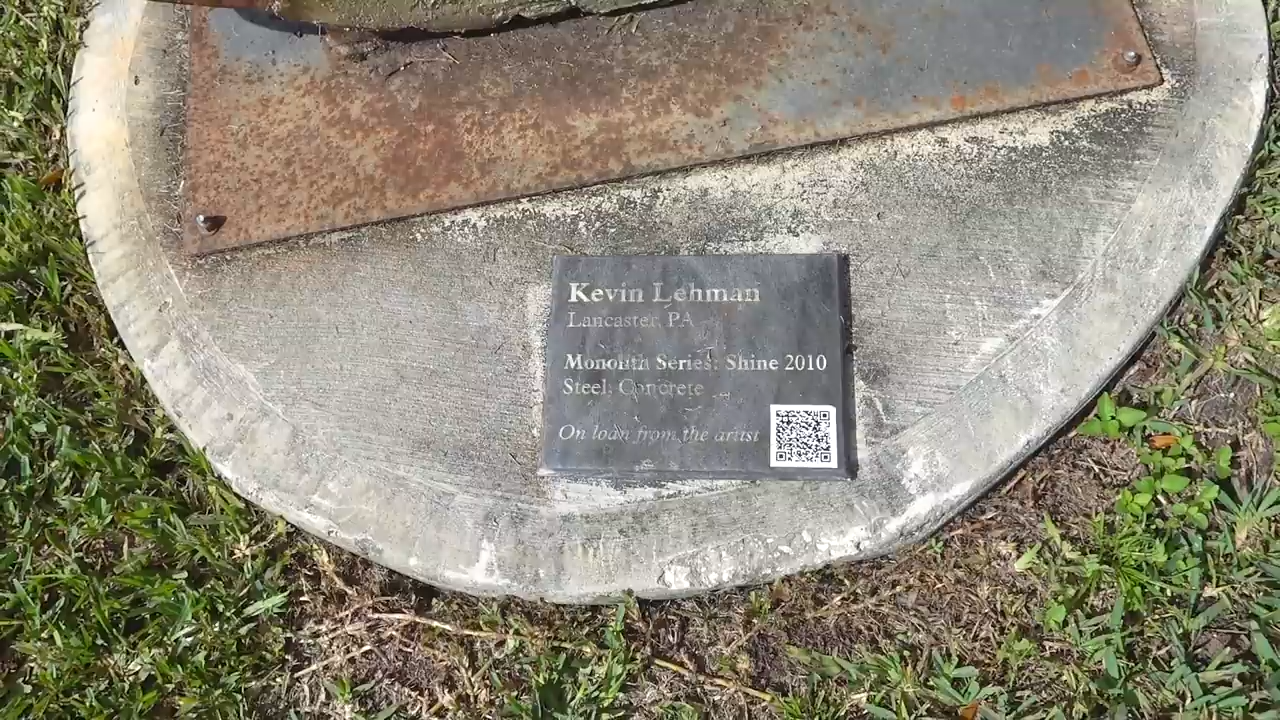 Kevin Lehman
Lancaster, PA
Monolith Series: Shine 2010
Steel, Concrete
On loan from the artist